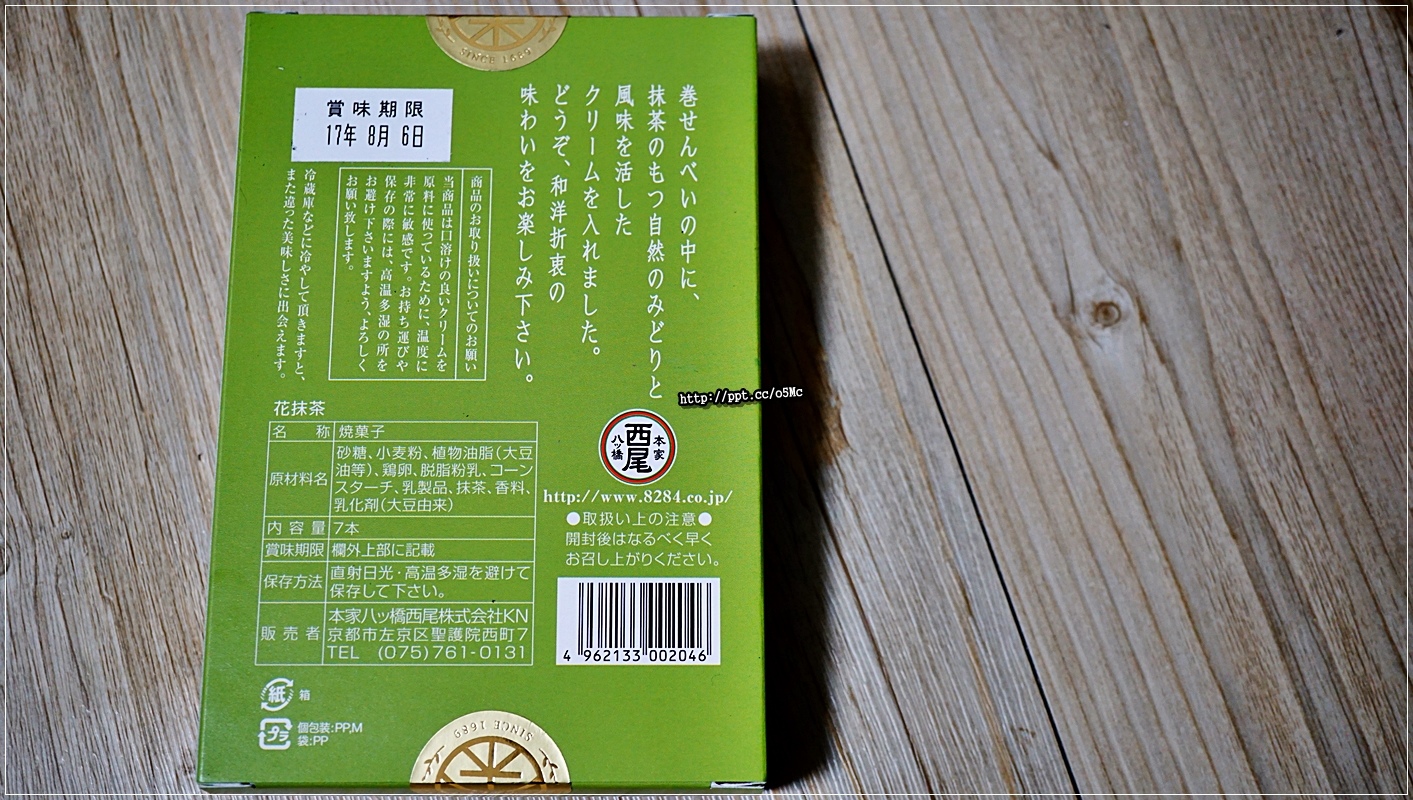 SINCE 1689
賞味期限
17年 8月 6日
巻せんべいの中に、
抹茶のもつ自然のみどりと
風味を活した
クリームを入れました。
どうぞ、和洋折衷の
味わいをお楽しみ下さい。
商品のお取り扱いについてのお願い
当商品は口溶けの良いクリームを
原料に使っているために、温度に
非常に敏感です。お持ち運びや
保存の際には、高温多湿の所を
お避け下さいますよう、よろしく
お願い致します。
冷蔵庫などに冷やして頂きますと、
また違った美味しさに出会えます。
http://ppt.cc/o5Mc
花抹茶
名称 焼菓子
原材料名 砂糖、小麦粉、植物油脂(大豆
油等)、鶏卵、脱脂粉乳、コーン
スターチ、乳製品、抹茶、香料、
乳化剤(大豆由来)
内容量 7本
賞味期限 欄外上部に記載
保存方法 直射日光・高温多湿を避けて
保存して下さい。
販売者 本家八ッ橋西尾株式会社KN
京都市左京区聖護院西町7
TEL (075)761-0131
本家
西尾
八ッ橋
http://www.8284.co.jp/
●取扱い上の注意●
開封後はなるべく早く
お召し上がりください。
4 962133 002046
紙 箱
プラ 個包装:PP,M
袋:PP
SINCE 1689